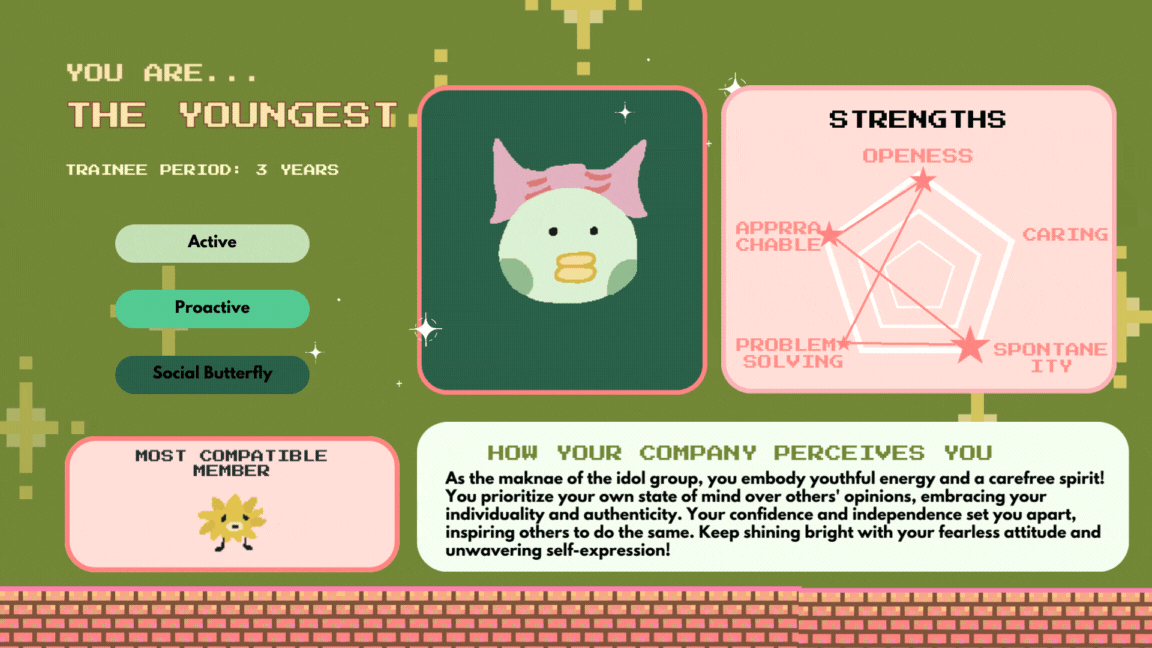 YOU ARE...
THE YOUNGEST
TRAINEE PERIOD: 3 YEARS
Active
Proactive
Social Butterfly
MOST COMPATIBLE
MEMBER
STRENGTHS
OPENESS
APPRRA
CHABLE
CARING
PROBLEM
SOLVING
SPONTANE
ITY
HOW YOUR COMPANY PERCEIVES YOU
As the maknae of the idol group, you embody youthful energy and a carefree spirit!
You prioritize your own state of mind over others' opinions, embracing your
individuality and authenticity. Your confidence and independence set you apart,
inspiring others to do the same. Keep shining bright with your fearless attitude and
unwavering self-expression!